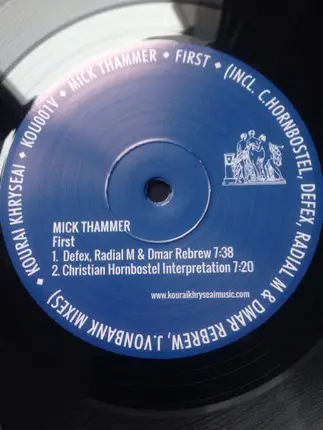 KOURAI KHRYSEAI ◆ KOU001V ◆ MICK THAMMER ◆ FIRST ◆ (INCL. C.HORNBOSTEL, DEFEX, RADIAL M & DMAR REBREW, J.VONBANK MIXES) ◆
MICK THAMMER
First
1. Defex, Radial M & Dmar Rebrew 7:38
2. Christian Hornbostel Interpretation 7:20
www.kouraikhryseaimusic.com